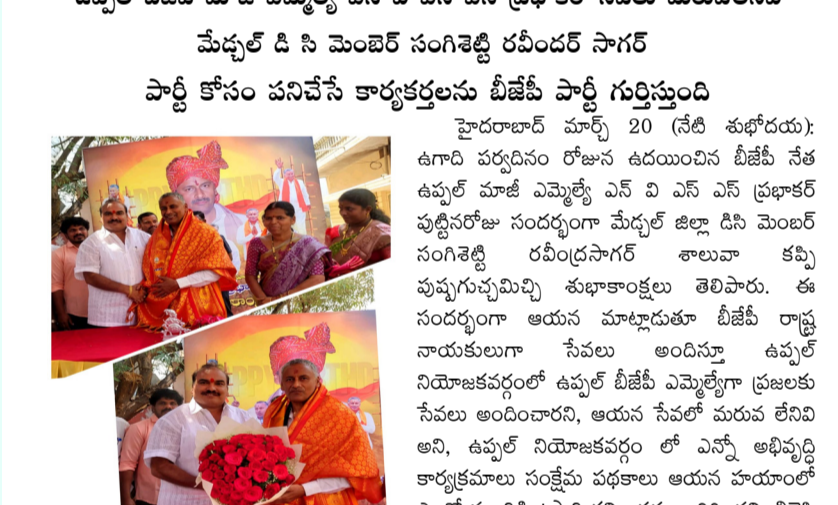 మేడ్చల్ డి సి మెంబెర్ సంగిశెట్టి రవీందర్ సాగర్
పార్టీ కోసం పనిచేసే కార్యకర్తలను బీజేపీ పార్టీ గుర్తిస్తుంది
హైదరాబాద్ మార్చ్ 20 (నేటి శుభోదయ):
ఉగాది పర్వదినం రోజున ఉదయించిన బీజేపీ నేత
ఉప్పల్ మాజీ ఎమ్మెల్యే ఎన్ వి ఎస్ ఎస్ ప్రభాకర్
పుట్టినరోజు సందర్భంగా మేడ్చల్ జిల్లా డిసి మెంబర్
సంగిశెట్టి రవీంద్రసాగర్ శాలువా కప్పి
పుష్పగుచ్ఛమిచ్చి శుభాకాంక్షలు తెలిపారు. ఈ
సందర్భంగా ఆయన మాట్లాడుతూ బీజేపీ రాష్ట్ర
నాయకులుగా సేవలు అందిస్తూ ఉప్పల్
నియోజకవర్గంలో ఉప్పల్ బీజేపీ ఎమ్మెల్యేగా ప్రజలకు
సేవలు అందించారని, ఆయన సేవలో మరువ లేనివి
అని, ఉప్పల్ నియోజకవర్గం లో ఎన్నో అభివృద్ధి
కార్యక్రమాలు సంక్షేమ పథకాలు ఆయన హయాంలో